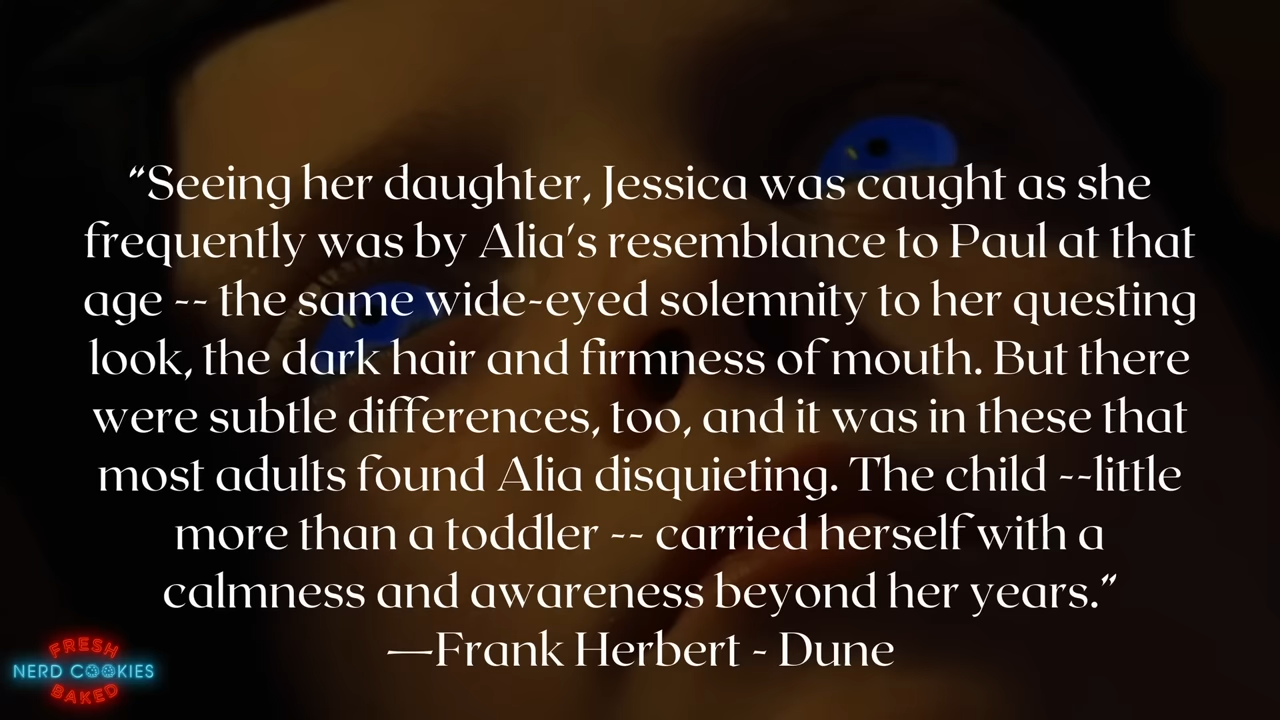 “Seeing her daughter, Jessica was caught as she
frequently was by Alia’s resemblance to Paul at that
age -- the same wide-eyed solemnity to her questing
look, the dark hair and firmness of mouth. But there
were subtle differences, too, and it was in these that
most adults found Alia disquieting. The child --little
more than a toddler -- carried herself with a
calmness and awareness beyond her years.”
—Frank Herbert - Dune
FRESH
NERD COOKIES
BAKED